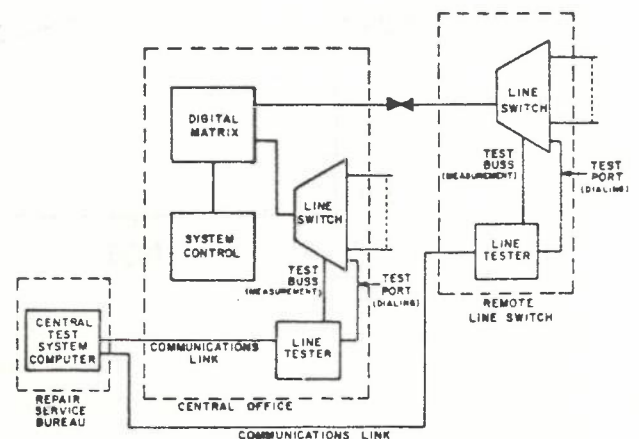 DIGITAL
MATRIX
SYSTEM
CONTROL
LINE
SWITCH
TEST
BUSS
(MEASUREMENT)
TEST
PORT
(DIALING)
LINE
TESTER
CENTRAL OFFICE
LINE
SWITCH
TEST
BUSS
(MEASUREMENT)
TEST
PORT
(DIALING)
LINE
TESTER
REMOTE
LINE SWITCH
CENTRAL
TEST
SYSTEM
COMPUTER
REPAIR
SERVICE
BUREAU
COMMUNICATIONS
LINK
COMMUNICATIONS LINK